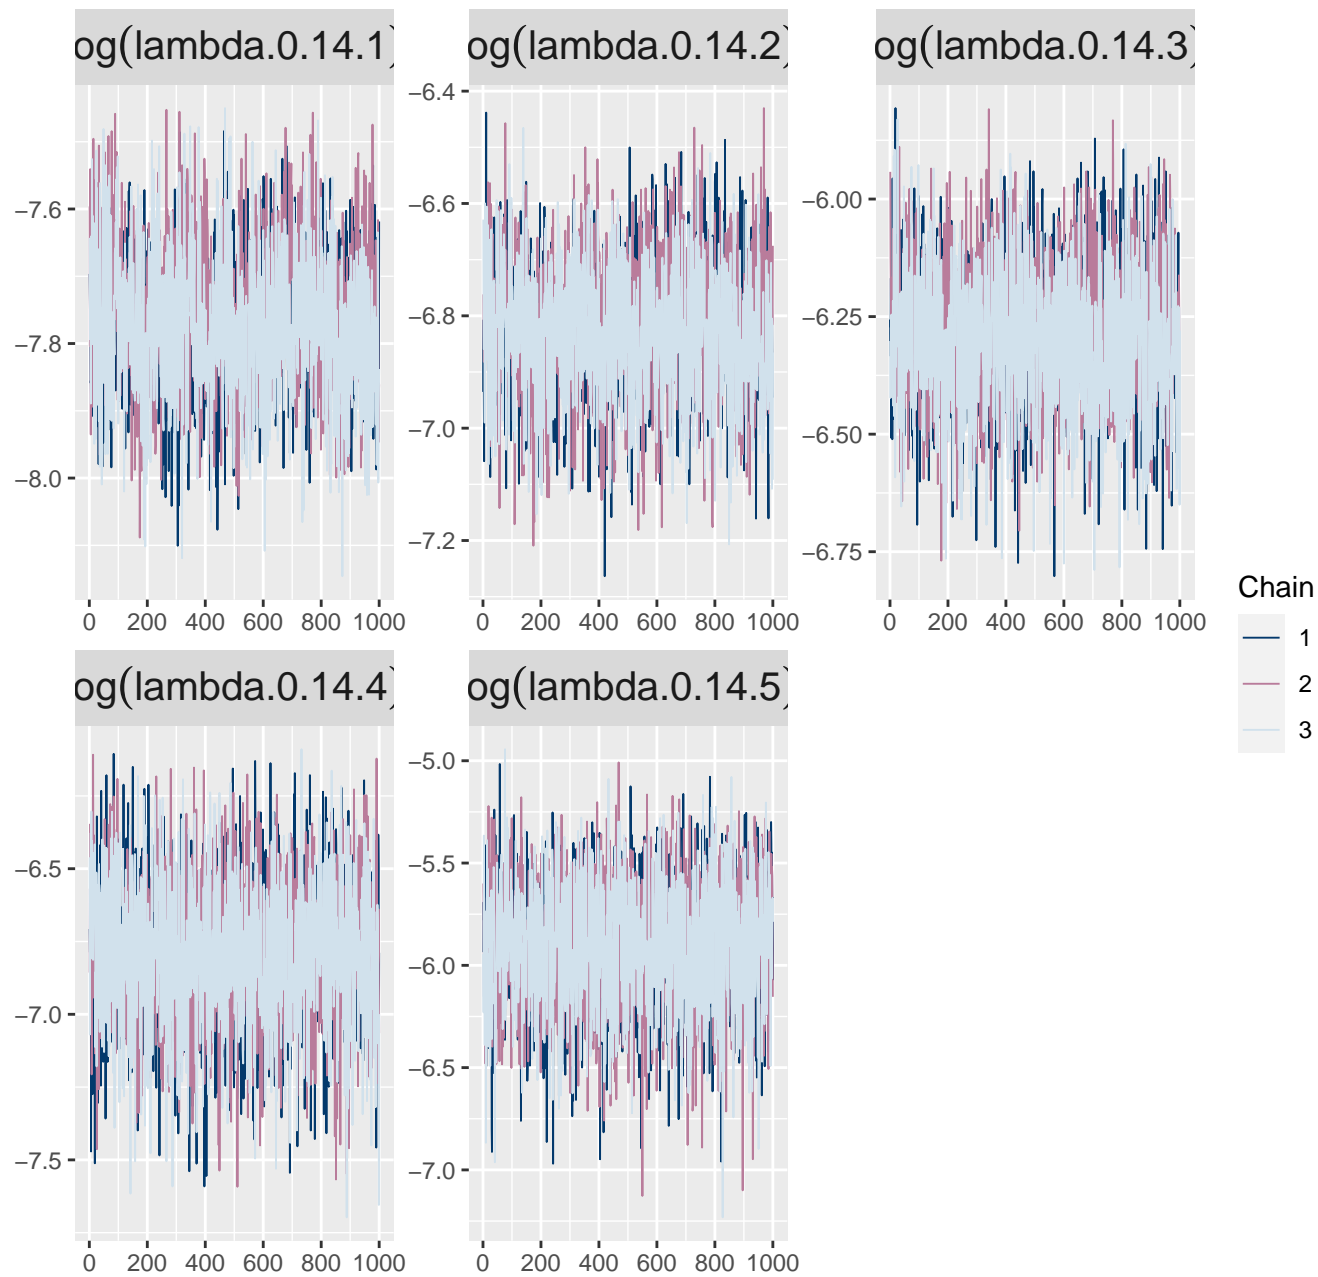 og(lambda.0.14.1) og(lambda.0.14.2) og(lambda.0.14.3)
−7.6
−7.8
−8.0
0 200 400 600 800 1000
−6.4
−6.6
−6.8
−7.0
−7.2
0 200 400 600 800 1000
−6.00
−6.25
−6.50
−6.75
0 200 400 600 800 1000
Chain
1
2
3
og(lambda.0.14.4) og(lambda.0.14.5)
−6.5
−7.0
−7.5
0 200 400 600 800 1000
−5.0
−5.5
−6.0
−6.5
−7.0
0 200 400 600 800 1000